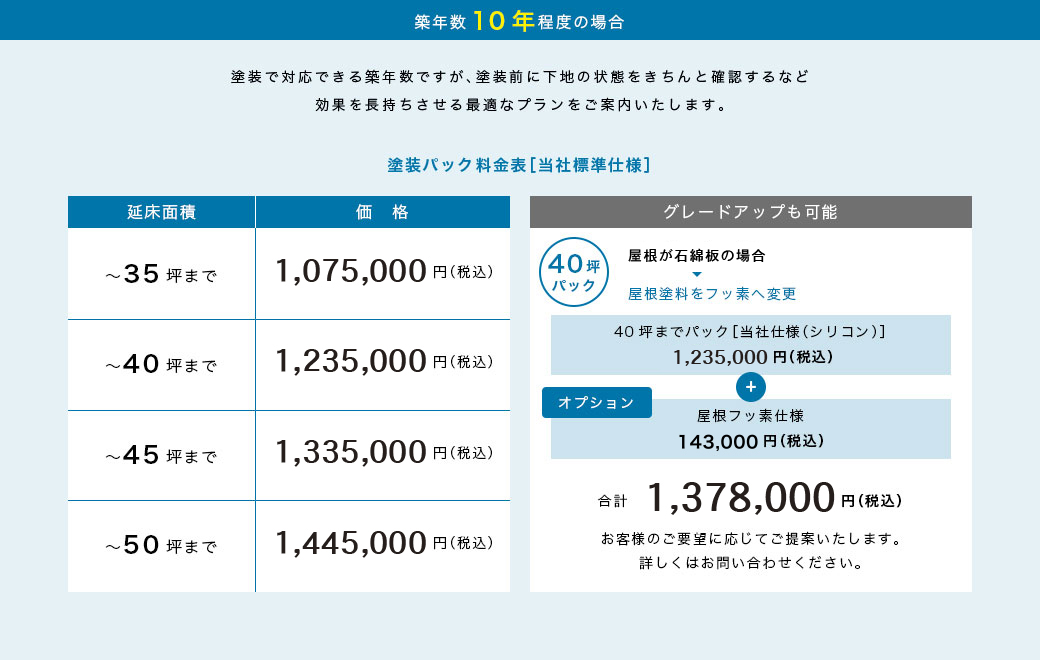 築年数 10年程度の場合
塗装で対応できる築年数ですが、塗装前に下地の状態をきちんと確認するなど
効果を長持ちさせる最適なプランをご案内いたします。
塗装パック料金表［当社標準仕様］
延床面積
価　格
～35 坪まで
1,075,000 円（税込）
～40 坪まで
1,235,000 円（税込）
～45 坪まで
1,335,000 円（税込）
～50 坪まで
1,445,000 円（税込）
グレードアップも可能
40坪
パック
屋根が石綿板の場合
屋根塗料をフッ素へ変更
40坪までパック［当社仕様（シリコン）］
1,235,000 円（税込）
+
オプション
屋根フッ素仕様
143,000 円（税込）
合計 1,378,000 円（税込）
お客様のご要望に応じてご提案いたします。
詳しくはお問い合わせください。